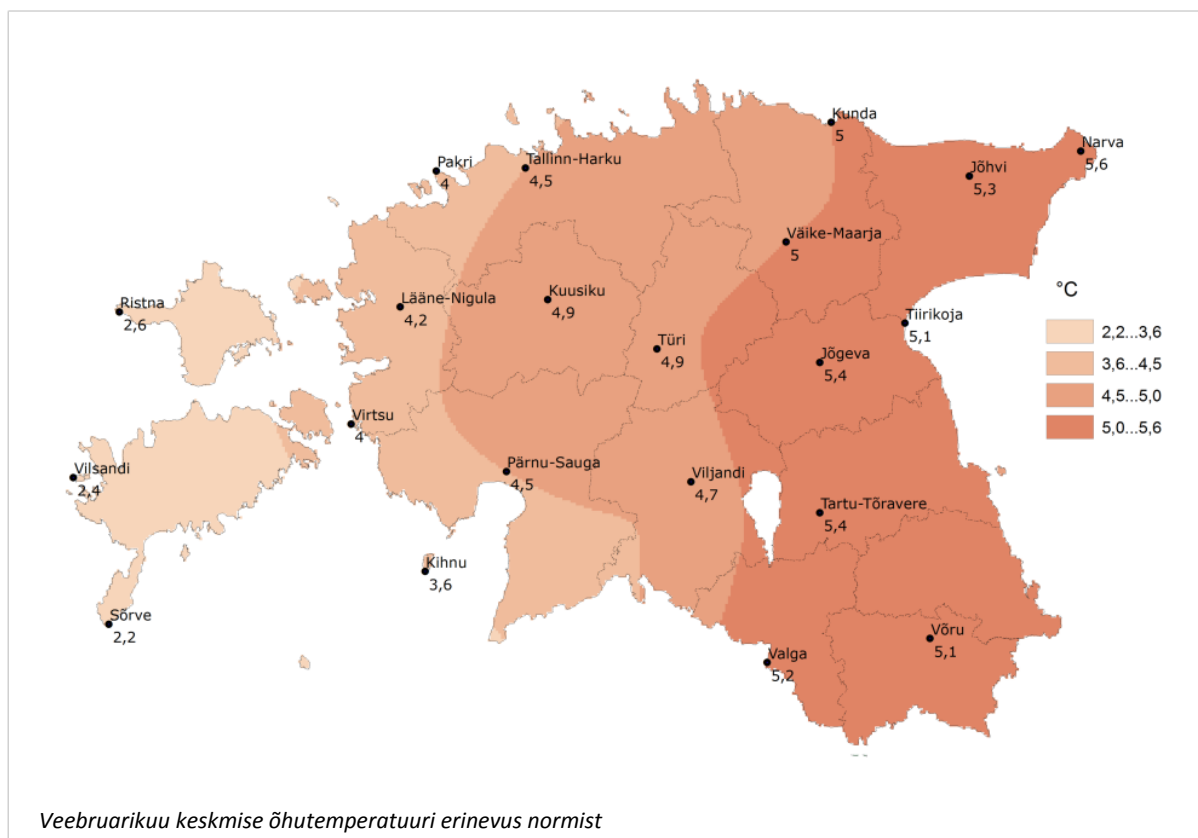 Kunda
5
Narva
5,6
Pakri
4
Tallinn-Harku
4,5
Jõhvi
5,3
Väike-Maarja
5
Ristna
2,6
Lääne-Nigula
4,2
Kuusiku
4,9
Tiirikoja
5,1
Türi
4,9
Jõgeva
5,4
Virtsu
4
Vilsandi
2,4
Pärnu-Sauga
4,5
Viljandi
4,7
Tartu-Tõravere
5,4
Kihnu
3,6
Sõrve
2,2
Valga
5,2
Võru
5,1
°C
2,2...3,6
3,6...4,5
4,5...5,0
5,0...5,6
Veebruarikuu keskmise õhutemperatuuri erinevus normist